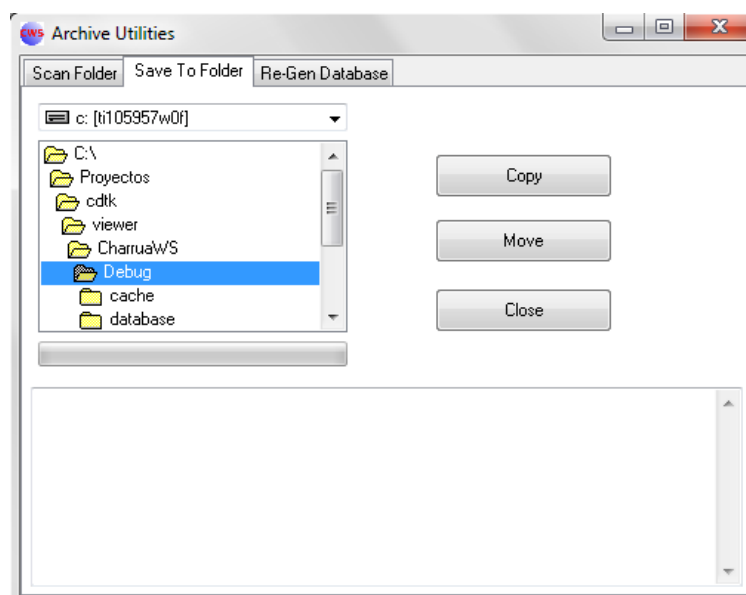 CWS Archive Utilities
Scan Folder Save To Folder Re-Gen Database
c: [ti105957w0f]
C:\
Proyectos
cdtk
viewer
CharruaWS
Debug
cache
database
Copy
Move
Close